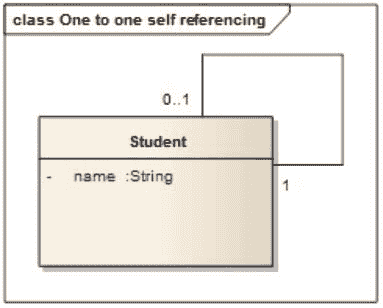 class One to one self referencing
0..1
Student
- name :String
1